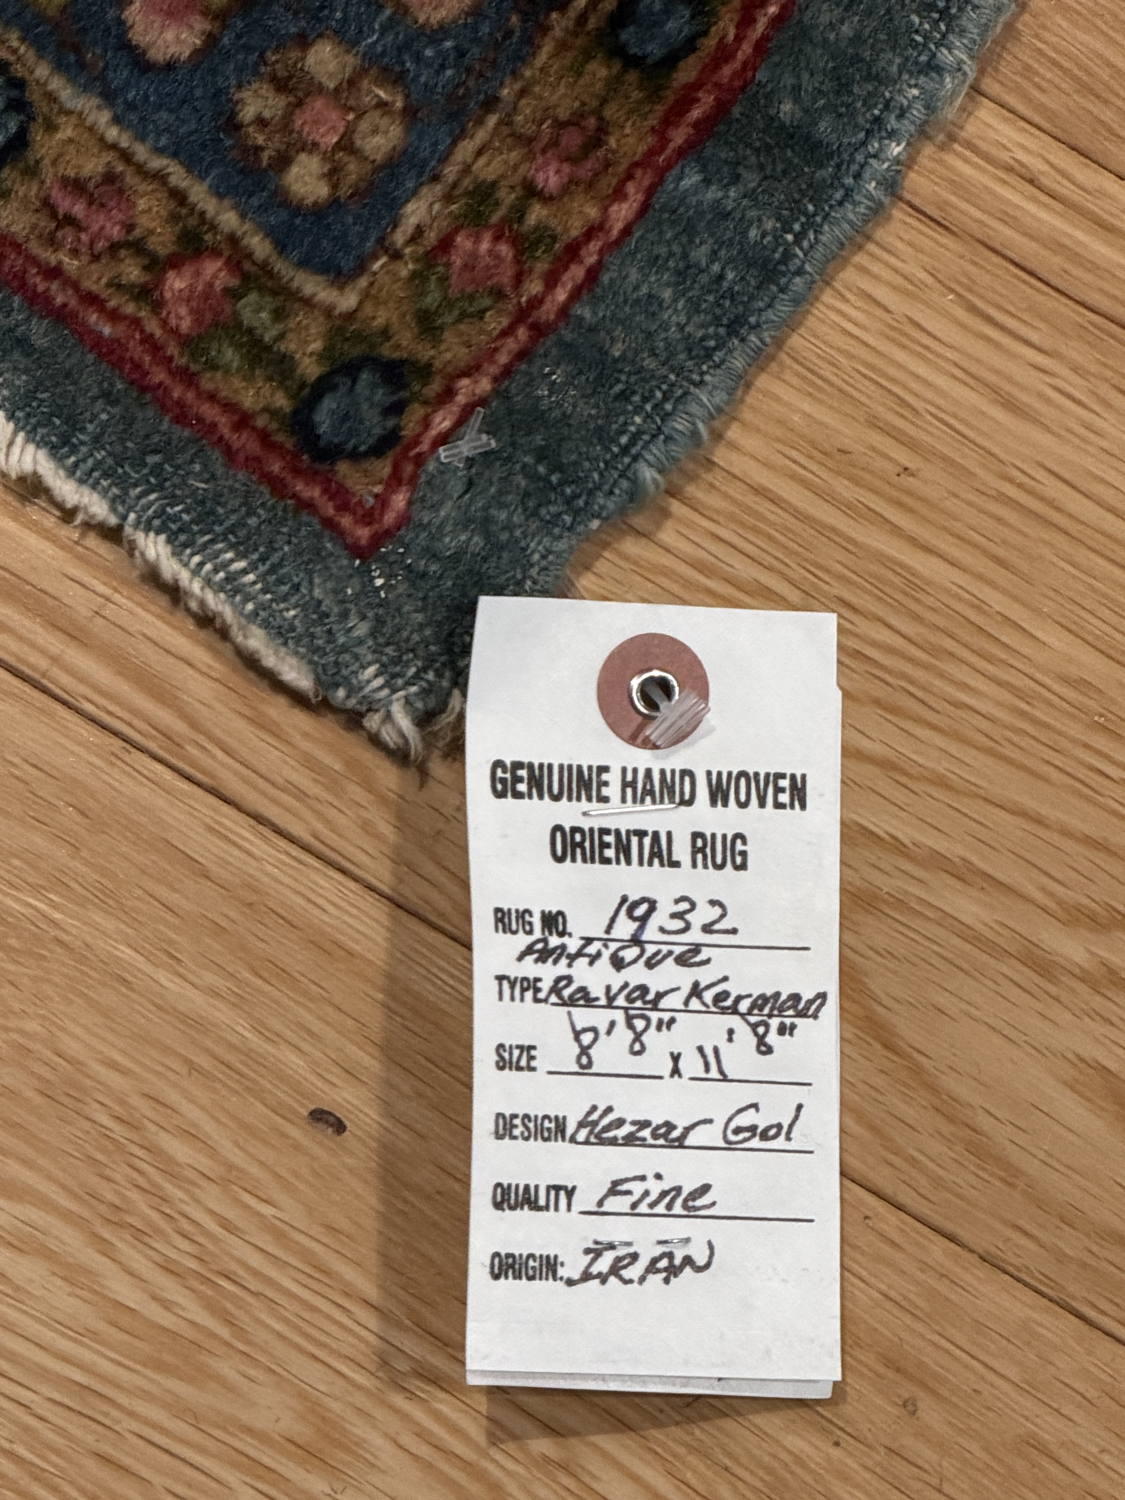 GENUINE HAND WOVEN
ORIENTAL RUG
RUG NO. 1932
Antique
TYPE Ravar Kerman
SIZE 8'8" x 11'8"
DESIGN Hezar Gol
QUALITY Fine
ORIGIN: IRAN